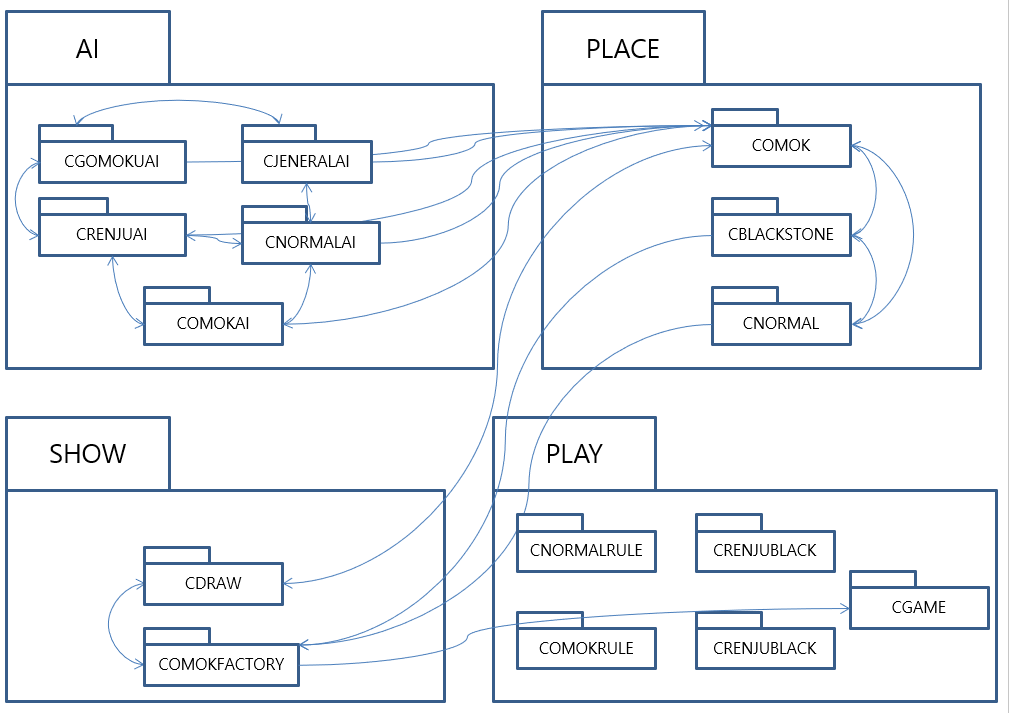 AI
CGOMOKUAI
CJENERALAI
CRENJUAI
CNORMALAI
COMOKAI
PLACE
COMOK
CBLACKSTONE
CNORMAL
SHOW
CDRAW
COMOKFACTORY
PLAY
CNORMALRULE
CRENJUBLACK
CGAME
COMOKRULE
CRENJUBLACK